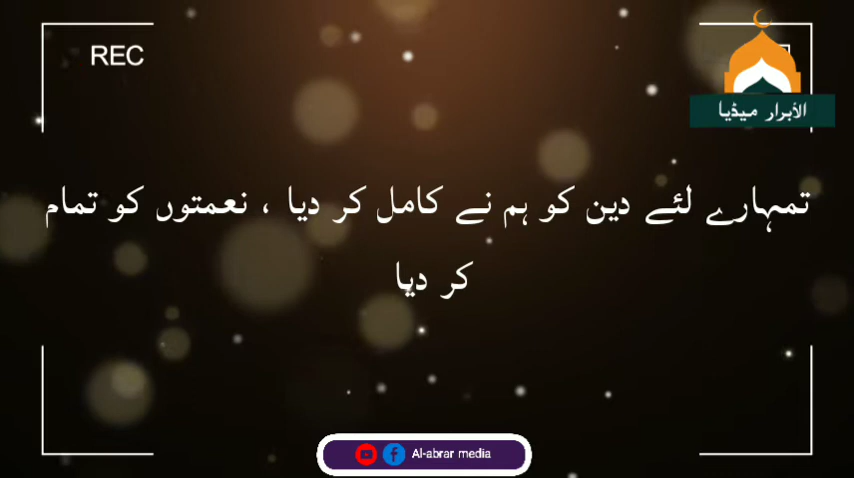 REC
الأبرار میڈیا
تمہارے لئے دین کو ہم نے کامل کر دیا ، نعمتوں کو تمام
کر دیا
Al-abrar media